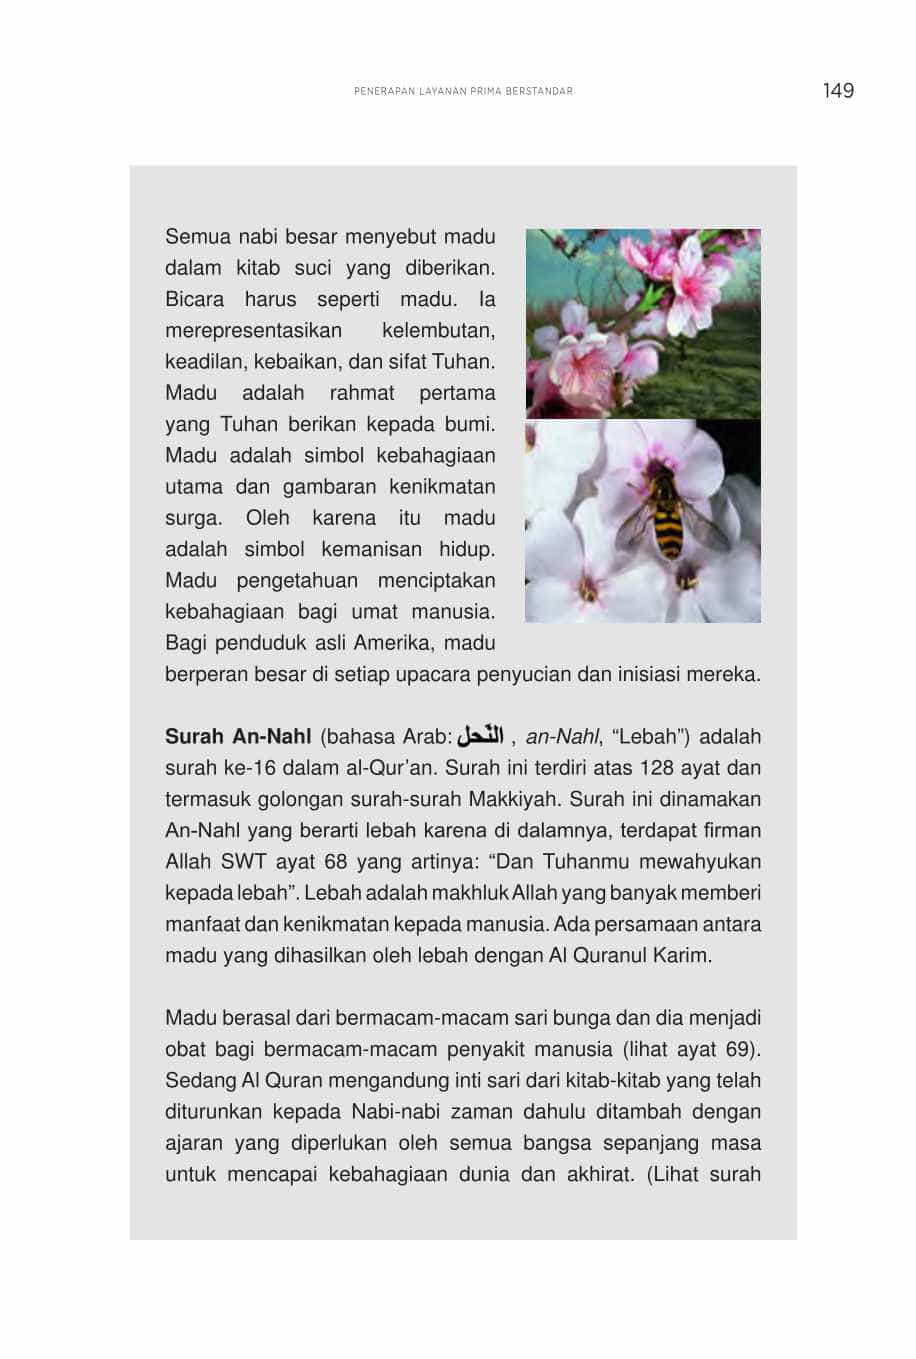 PENERAPAN LAYANAN PRIMA BERSTANDAR
149
Semua nabi besar menyebut madu
dalam kitab suci yang diberikan.
Bicara harus seperti madu. Ia
merepresentasikan kelembutan,
keadilan, kebaikan, dan sifat Tuhan.
Madu adalah rahmat pertama
yang Tuhan berikan kepada bumi.
Madu adalah simbol kebahagiaan
utama dan gambaran kenikmatan
surga. Oleh karena itu madu
adalah simbol kemanisan hidup.
Madu pengetahuan menciptakan
kebahagiaan bagi umat manusia.
Bagi penduduk asli Amerika, madu
berperan besar di setiap upacara penyucian dan inisiasi mereka.
Surah An-Nahl (bahasa Arab: النّحل , an-Nahl, “Lebah”) adalah
surah ke-16 dalam al-Qur’an. Surah ini terdiri atas 128 ayat dan
termasuk golongan surah-surah Makkiyah. Surah ini dinamakan
An-Nahl yang berarti lebah karena di dalamnya, terdapat firman
Allah SWT ayat 68 yang artinya: “Dan Tuhanmu mewahyukan
kepada lebah”. Lebah adalah makhluk Allah yang banyak memberi
manfaat dan kenikmatan kepada manusia. Ada persamaan antara
madu yang dihasilkan oleh lebah dengan Al Quranul Karim.
Madu berasal dari bermacam-macam sari bunga dan dia menjadi
obat bagi bermacam-macam penyakit manusia (lihat ayat 69).
Sedang Al Quran mengandung inti sari dari kitab-kitab yang telah
diturunkan kepada Nabi-nabi zaman dahulu ditambah dengan
ajaran yang diperlukan oleh semua bangsa sepanjang masa
untuk mencapai kebahagiaan dunia dan akhirat. (Lihat surah